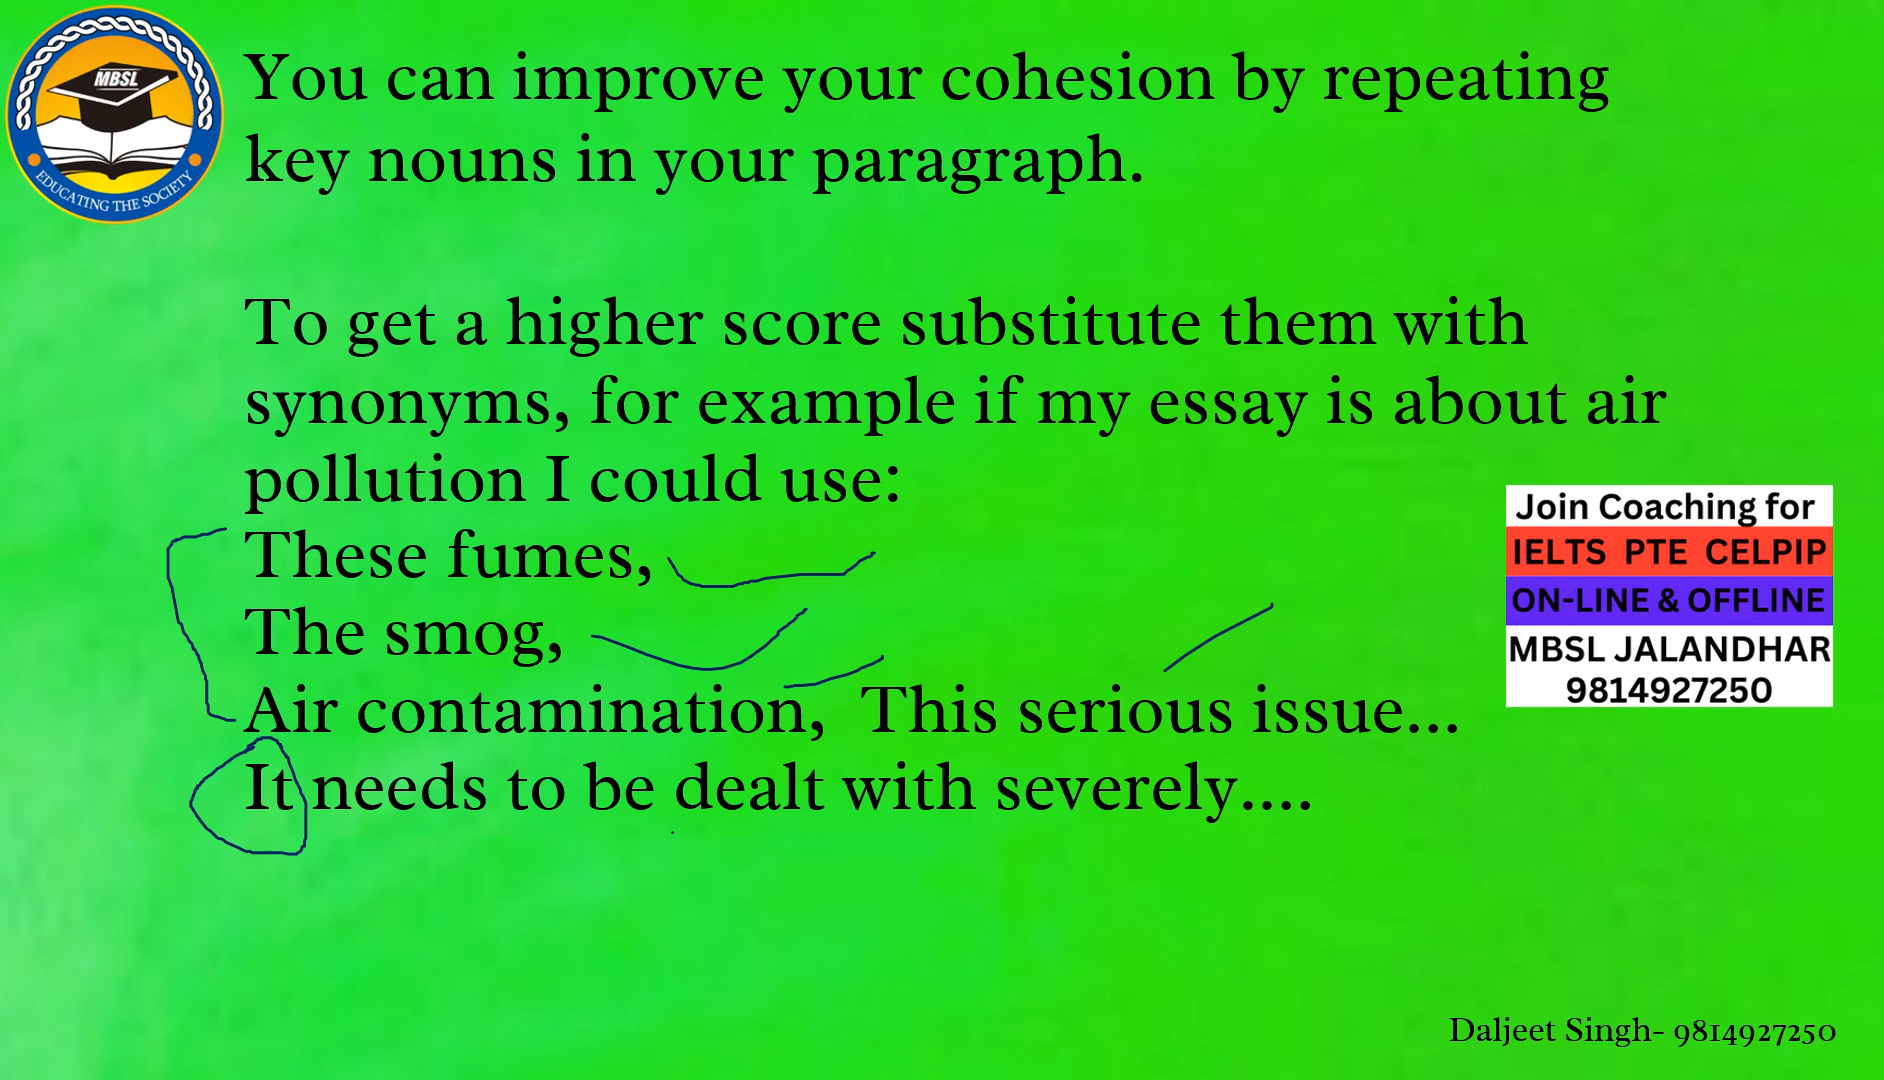 MBSL
EDUCATING THE SOCIETY
You can improve your cohesion by repeating
key nouns in your paragraph.
To get a higher score substitute them with
synonyms, for example if my essay is about air
pollution I could use:
These fumes,
The smog,
Air contamination,  This serious issue...
It needs to be dealt with severely....
Join Coaching for
IELTS PTE CELPIP
ON-LINE & OFFLINE
MBSL JALANDHAR
9814927250
Daljeet Singh- 9814927250